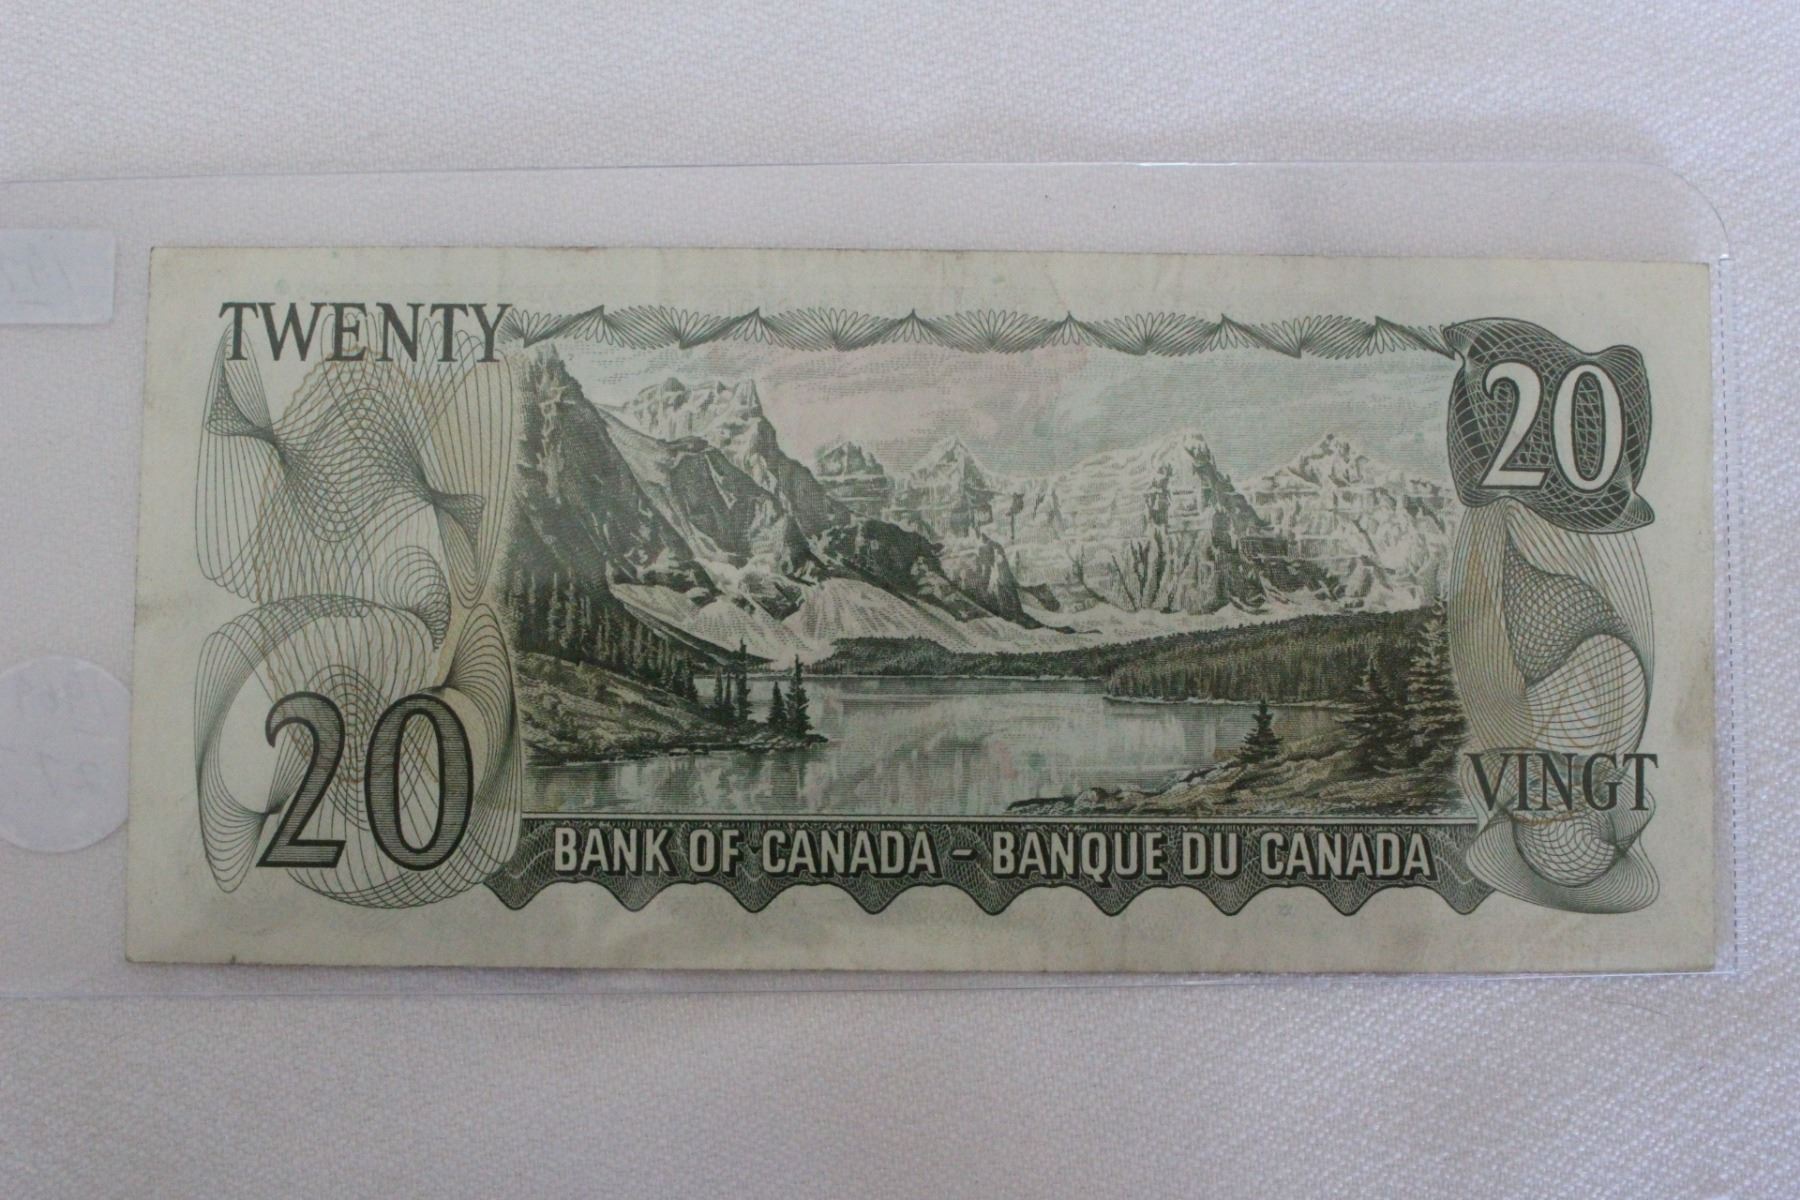 TWENTY
20
20
VINGT
BANK OF CANADA - BANQUE DU CANADA